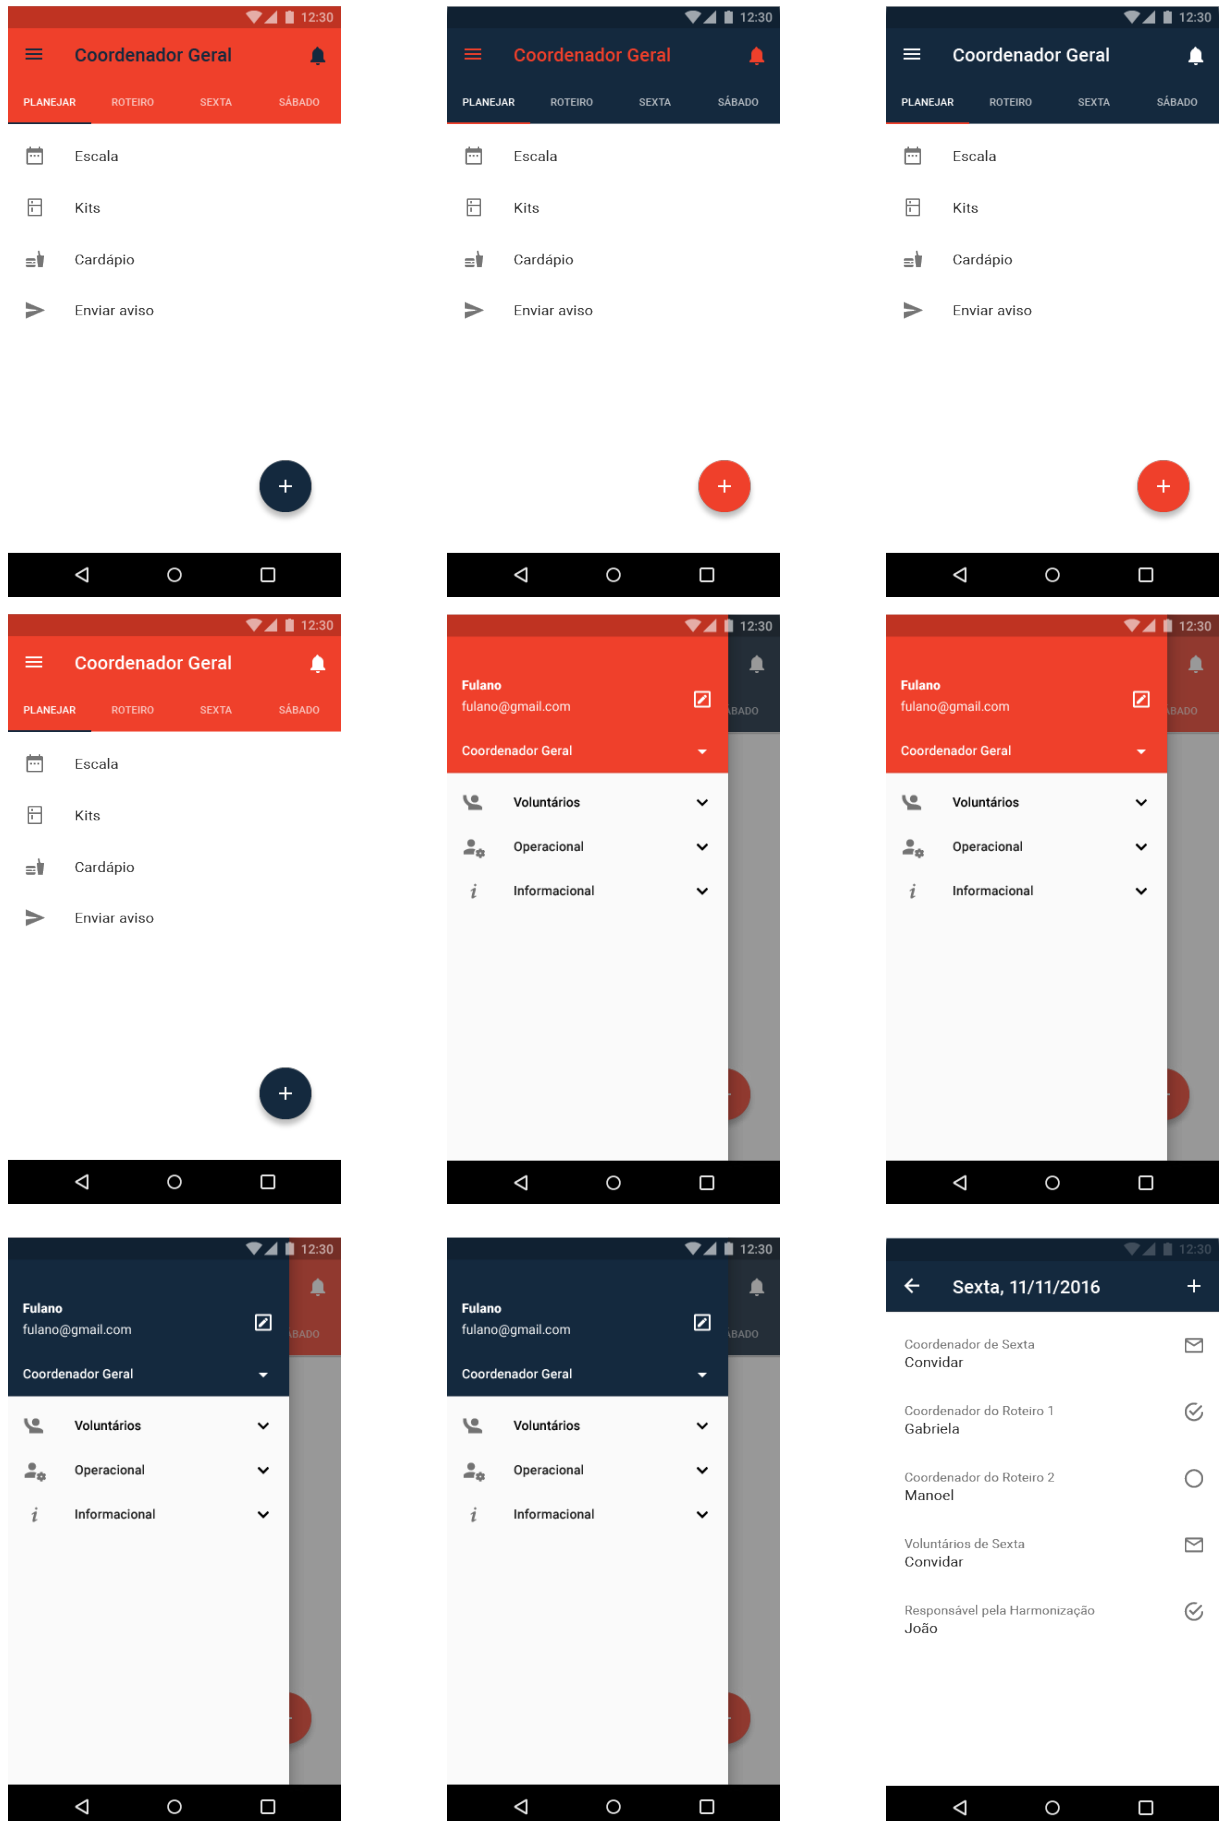 12:30
Coordenador Geral
PLANEJAR ROTEIRO SEXTA SÁBADO
Escala
Kits
Cardápio
Enviar aviso
12:30
Coordenador Geral
PLANEJAR ROTEIRO SEXTA SÁBADO
Escala
Kits
Cardápio
Enviar aviso
12:30
Coordenador Geral
PLANEJAR ROTEIRO SEXTA SÁBADO
Escala
Kits
Cardápio
Enviar aviso
12:30
Coordenador Geral
PLANEJAR ROTEIRO SEXTA SÁBADO
Escala
Kits
Cardápio
Enviar aviso
12:30
Fulano
fulano@gmail.com
ÁBADO
Coordenador Geral
Voluntários
Operacional
Informacional
12:30
Fulano
fulano@gmail.com
ÁBADO
Coordenador Geral
Voluntários
Operacional
Informacional
12:30
Fulano
fulano@gmail.com
ÁBADO
Coordenador Geral
Voluntários
Operacional
Informacional
12:30
Fulano
fulano@gmail.com
ÁBADO
Coordenador Geral
Voluntários
Operacional
Informacional
12:30
Sexta, 11/11/2016
Coordenador de Sexta
Convidar
Coordenador do Roteiro 1
Gabriela
Coordenador do Roteiro 2
Manoel
Voluntários de Sexta
Convidar
Responsável pela Harmonização
João